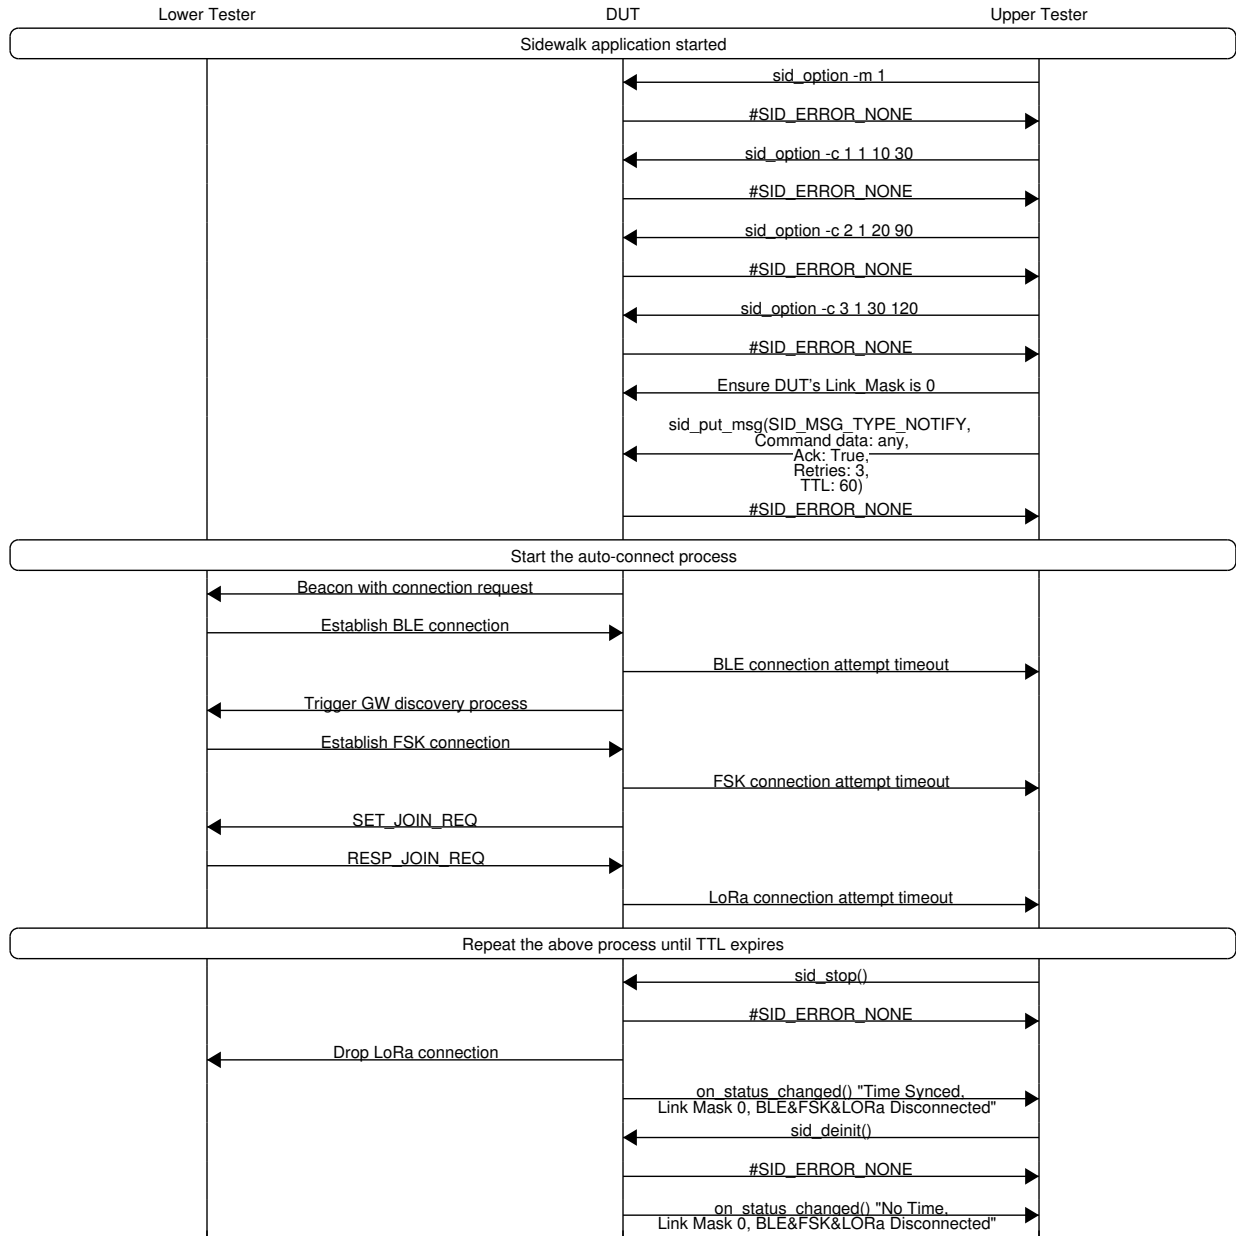 Lower Tester DUT Upper Tester
Sidewalk application started
sid_option -m 1
#SID_ERROR_NONE
sid_option -c 1 1 10 30
#SID_ERROR_NONE
sid_option -c 2 1 20 90
#SID_ERROR_NONE
sid_option -c 3 1 30 120
#SID_ERROR_NONE
Ensure DUT's Link_Mask is 0
sid_put_msg(SID_MSG_TYPE_NOTIFY,
Command data: any,
Ack: True,
Retries: 3,
TTL: 60)
#SID_ERROR_NONE
Start the auto-connect process
Beacon with connection request
Establish BLE connection
BLE connection attempt timeout
Trigger GW discovery process
Establish FSK connection
FSK connection attempt timeout
SET_JOIN_REQ
RESP_JOIN_REQ
LoRa connection attempt timeout
Repeat the above process until TTL expires
sid_stop()
#SID_ERROR_NONE
Drop LoRa connection
on_status_changed() "Time Synced,
Link Mask 0, BLE&FSK&LORa Disconnected"
sid_deinit()
#SID_ERROR_NONE
on_status_changed() "No Time,
Link Mask 0, BLE&FSK&LORa Disconnected"